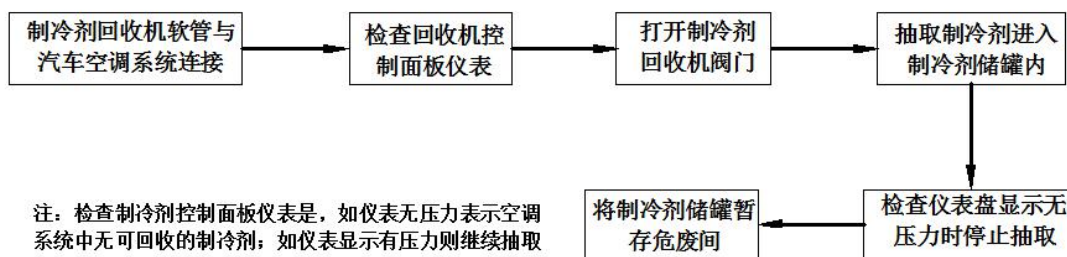 制冷剂回收机软管与
汽车空调系统连接
检查回收机控
制面板仪表
打开制冷剂
回收机阀门
抽取制冷剂进入
制冷剂储罐内
检查仪表盘显示无
压力时停止抽取
将制冷剂储罐暂
存危废间
注：检查制冷剂控制面板仪表是，如仪表无压力表示空调
系统中无可回收的制冷剂；如仪表显示有压力则继续抽取